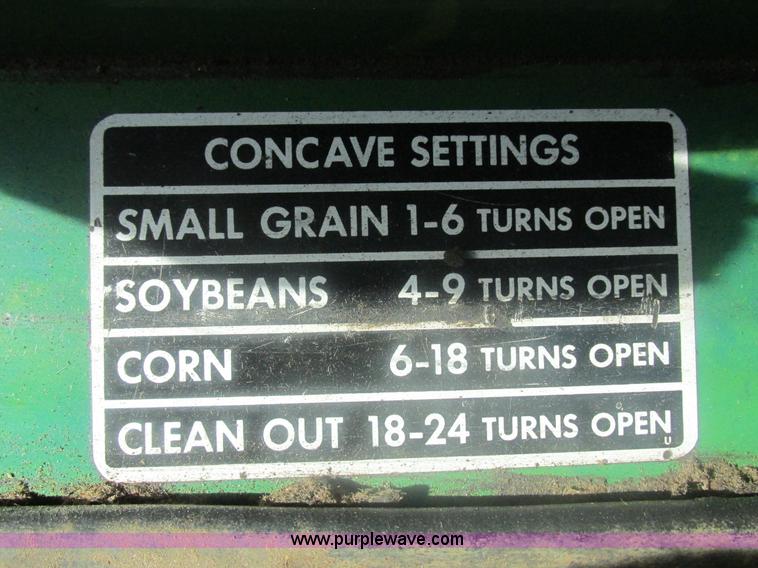 CONCAVE SETTINGS
SMALL GRAIN 1-6 TURNS OPEN
SOYBEANS 4-9 TURNS OPEN
CORN 6-18 TURNS OPEN
CLEAN OUT 18-24 TURNS OPEN
U
www.purplewave.com